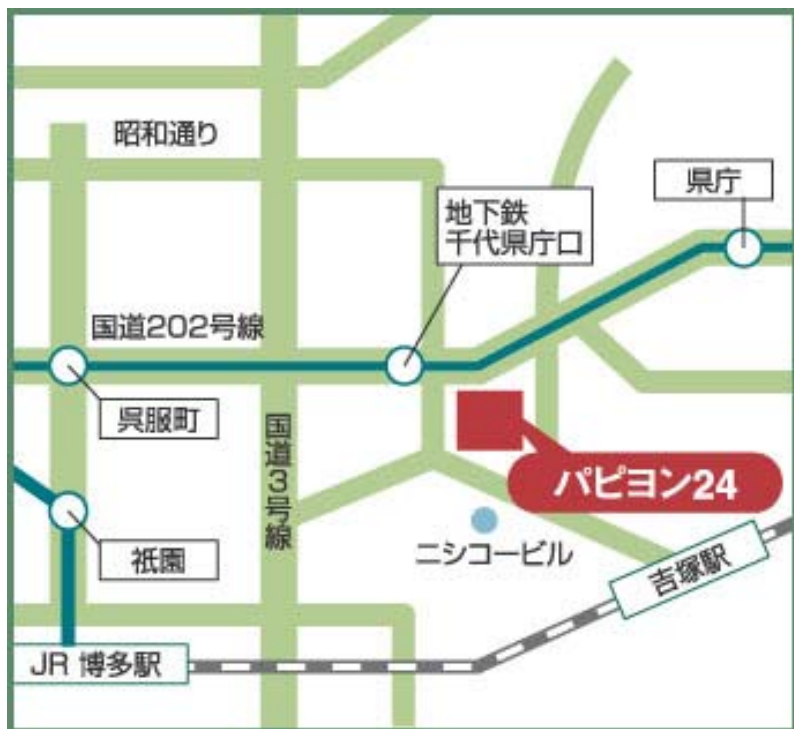 昭和通り
県庁
地下鉄
千代県庁口
国道202号線
呉服町
国道3号線
パピヨン24
祇園
ニシコービル
吉塚駅
JR 博多駅